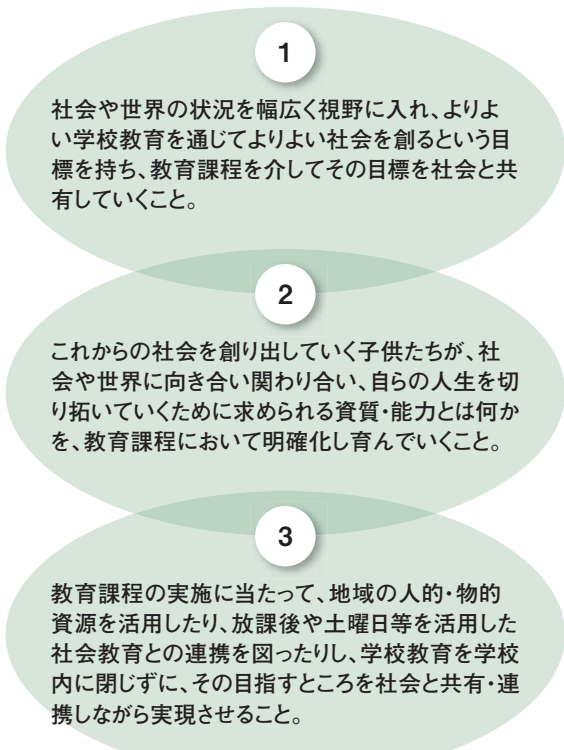 1
社会や世界の状況を幅広く視野に入れ、よりよ
い学校教育を通じてよりよい社会を創るという目
標を持ち、教育課程を介してその目標を社会と共
有していくこと。
2
これからの社会を創り出していく子供たちが、社
会や世界に向き合い関わり合い、自らの人生を切
り拓いていくために求められる資質・能力とは何か
を、教育課程において明確化し育んでいくこと。
3
教育課程の実施に当たって、地域の人的・物的
資源を活用したり、放課後や土曜日等を活用した
社会教育との連携を図ったりし、学校教育を学校
内に閉じずに、その目指すところを社会と共有・連
携しながら実現させること。